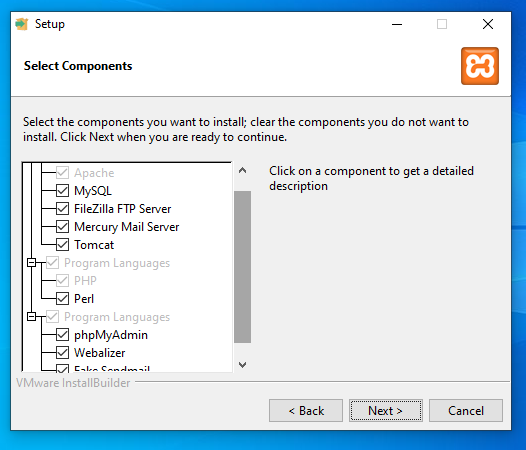 Setup
Select Components
Select the components you want to install; clear the components you do not want to
install. Click Next when you are ready to continue.
Apache
MySQL
FileZilla FTP Server
Mercury Mail Server
Tomcat
Program Languages
PHP
Perl
Program Languages
phpMyAdmin
Webalizer
Fake Sendmail
Click on a component to get a detailed
description
VMware InstallBuilder
< Back
Next >
Cancel